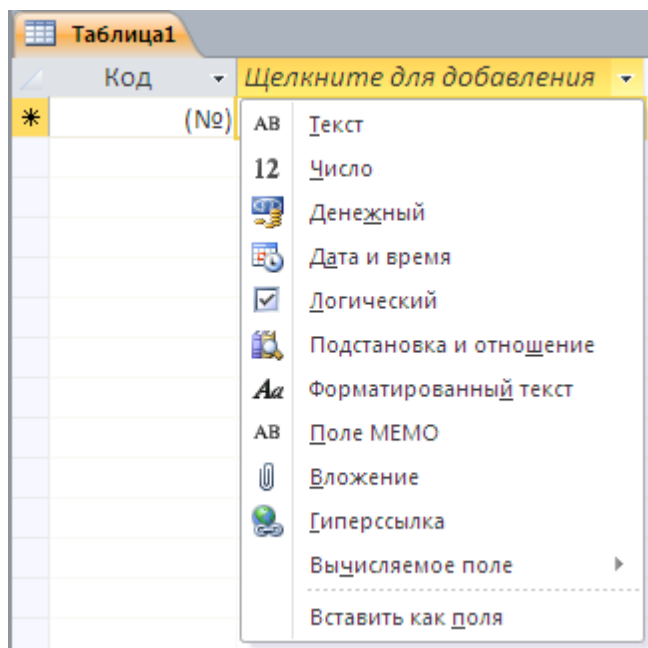 Таблица1
Код Щелкните для добавления
* (№)
AB Текст
12 Число
Денежный
Дата и время
Логический
Подстановка и отношение
Aa Форматированный текст
AB Поле МЕМО
Вложение
Гиперссылка
Вычисляемое поле
Вставить как поля